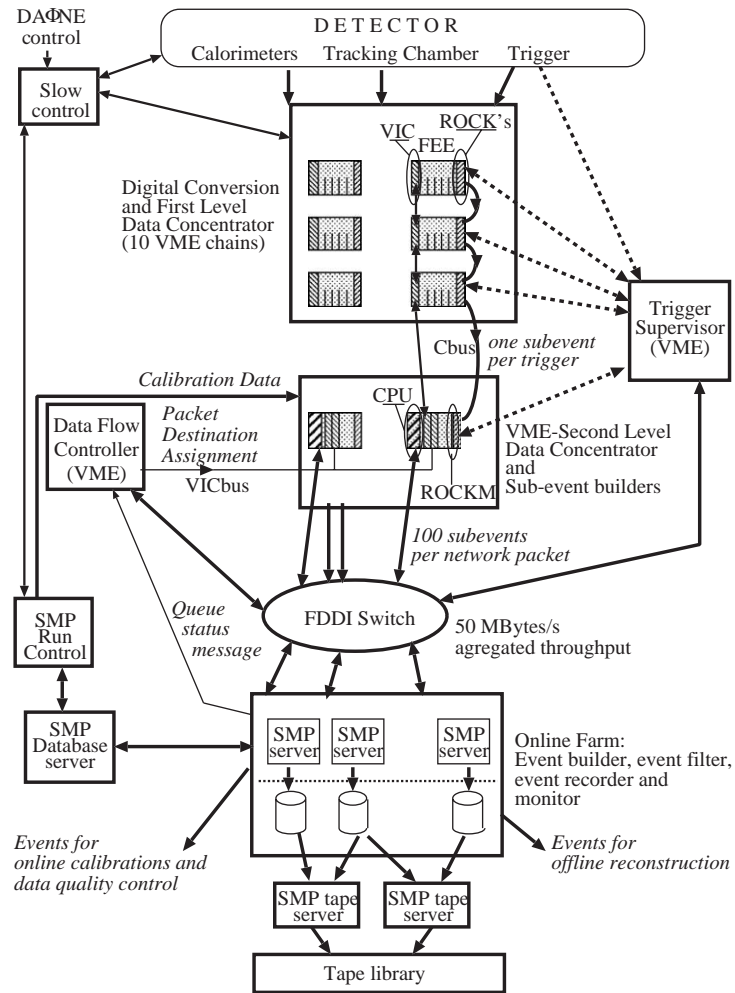 DAΦNE
control
DETECTOR
Calorimeters Tracking Chamber Trigger
Slow
control
VIC
FEE
ROCK's
Digital Conversion
and First Level
Data Concentrator
(10 VME chains)
Trigger
Supervisor
(VME)
Cbus
one subevent
per trigger
Calibration Data
CPU
Data Flow
Controller
(VME)
Packet
Destination
Assignment
VICbus
VME-Second Level
Data Concentrator
and
Sub-event builders
ROCKM
100 subevents
per network packet
FDDI Switch
Queue
status
message
50 MBytes/s
agregated throughput
SMP
Run
Control
SMP
Database
server
SMP
server
SMP
server
SMP
server
Online Farm:
Event builder, event filter,
event recorder and
monitor
Events for
online calibrations and
data quality control
Events for
offline reconstruction
SMP tape
server
SMP tape
server
Tape library